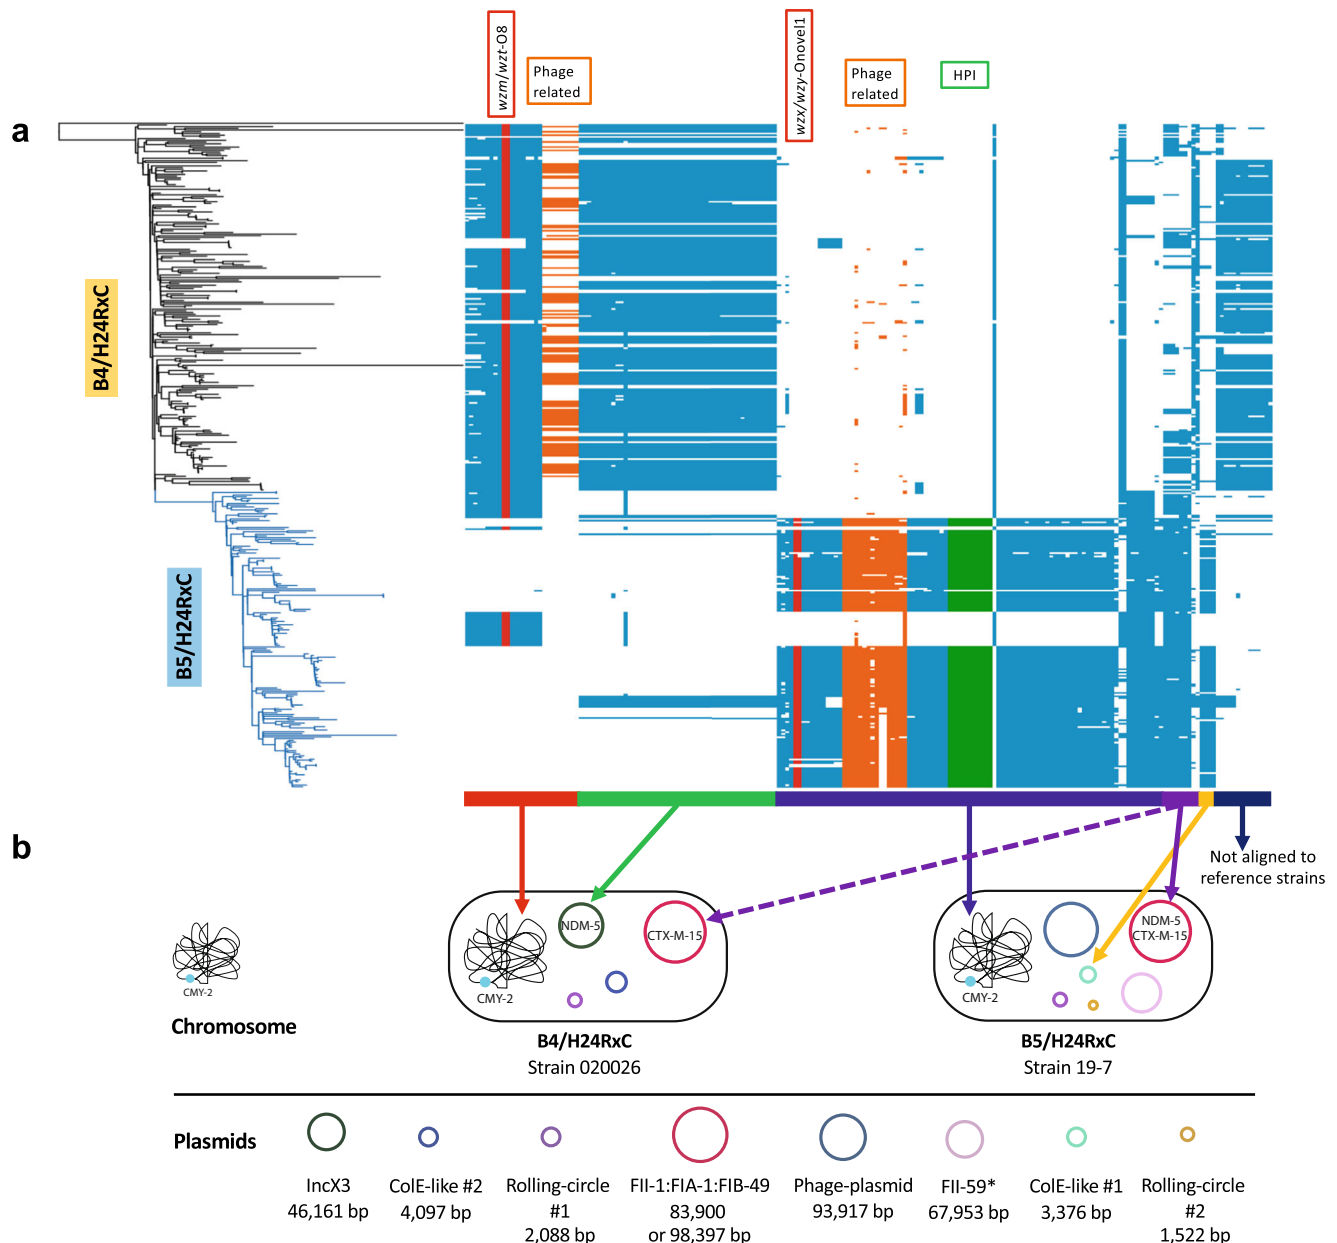 a
wzm/wzt-O8
Phage
related
wzx/wzy-Onovel1
Phage
related
HPI
B4/H24RxC
B5/H24RxC
b
Not aligned to
reference strains
CMY-2
Chromosome
NDM-5
CTX-M-15
CMY-2
B4/H24RxC
Strain 020026
NDM-5
CTX-M-15
CMY-2
B5/H24RxC
Strain 19-7
Plasmids
IncX3
46,161 bp
ColE-like #2
4,097 bp
Rolling-circle
#1
2,088 bp
FII-1:FIA-1:FIB-49
83,900
or 98,397 bp
Phage-plasmid
93,917 bp
FII-59*
67,953 bp
ColE-like #1
3,376 bp
Rolling-circle
#2
1,522 bp